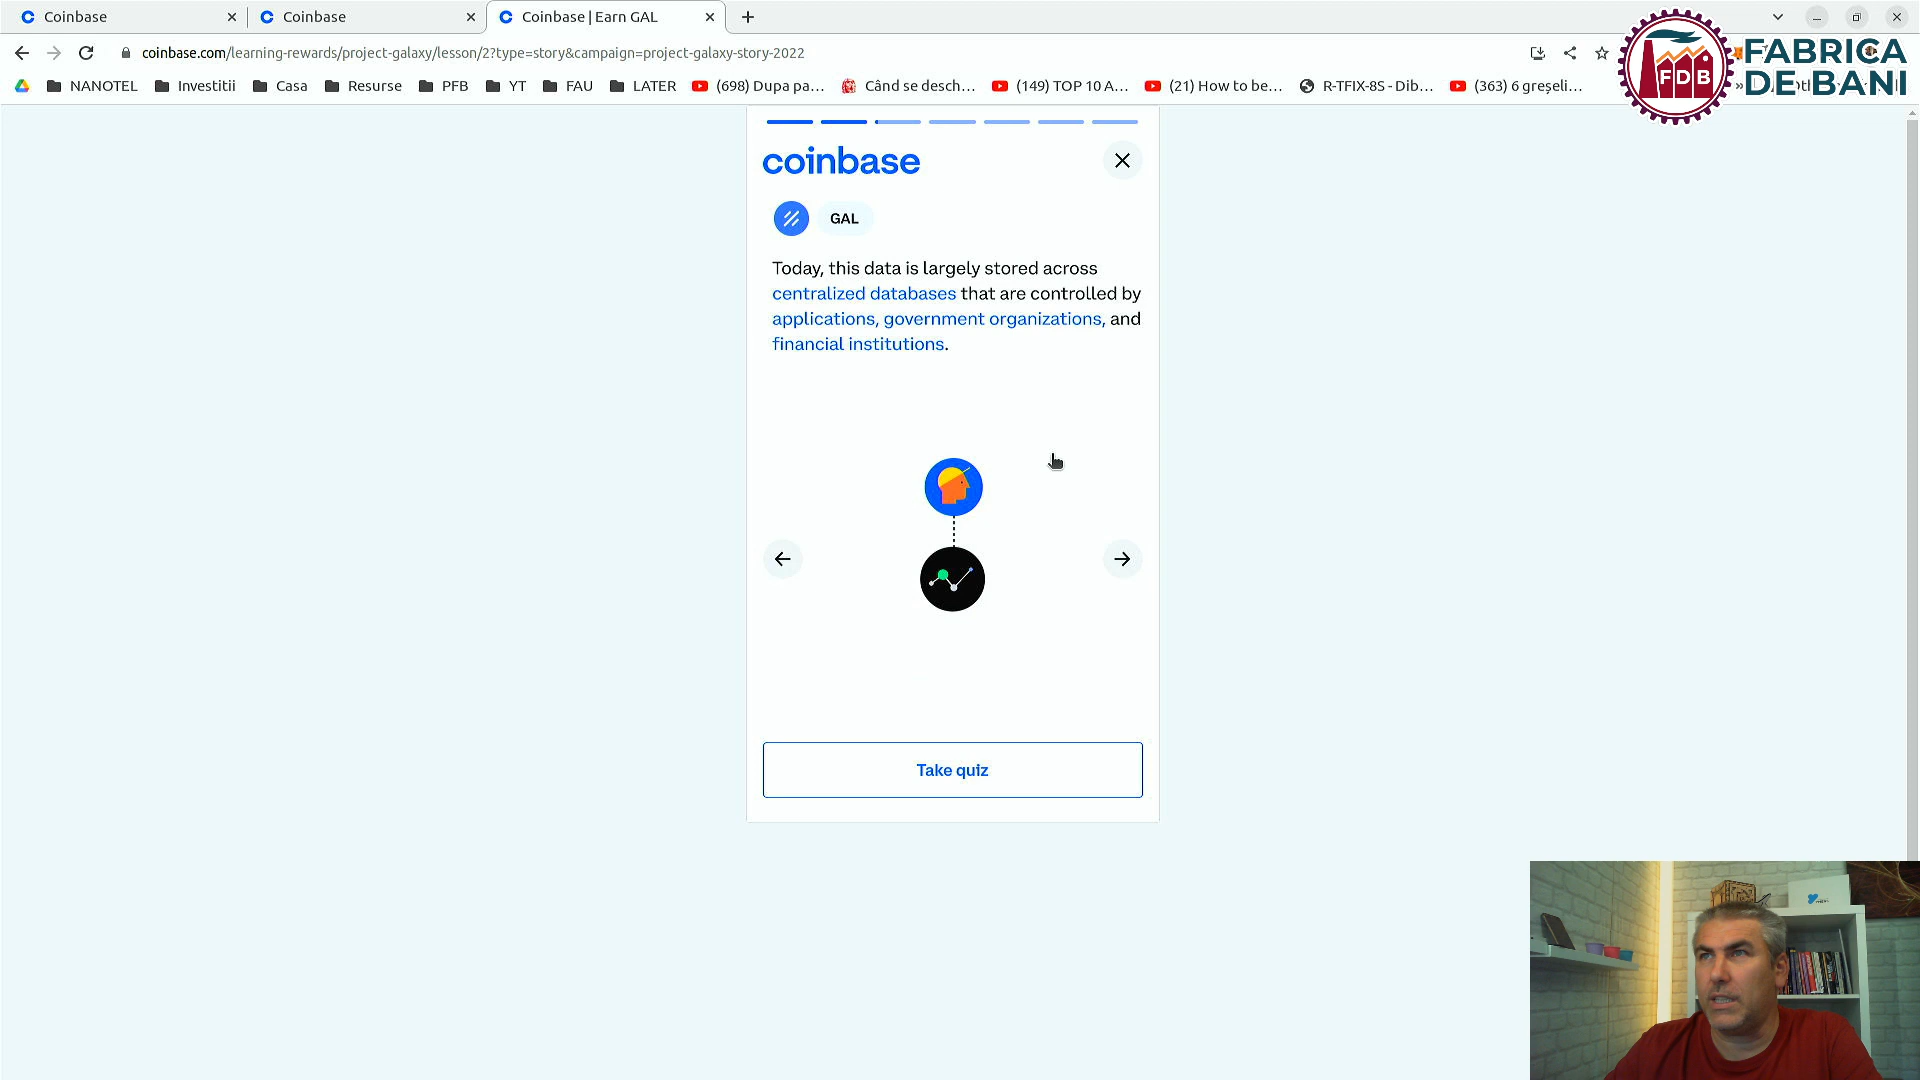 Coinbase
Coinbase
Coinbase | Earn GAL
coinbase.com/learning-rewards/project-galaxy/lesson/2?type=story&campaign=project-galaxy-story-2022
NANOTEL
Investitii
Casa
Resurse
PFB
YT
FAU
LATER
(698) Dupa pa...
Când se desch...
(149) TOP 10 A...
(21) How to be...
R-TFIX-8S - Dib...
(363) 6 greșeli...
FDB
FABRICA
DE BANI
coinbase
GAL
Today, this data is largely stored across
centralized databases that are controlled by
applications, government organizations, and
financial institutions.
Take quiz